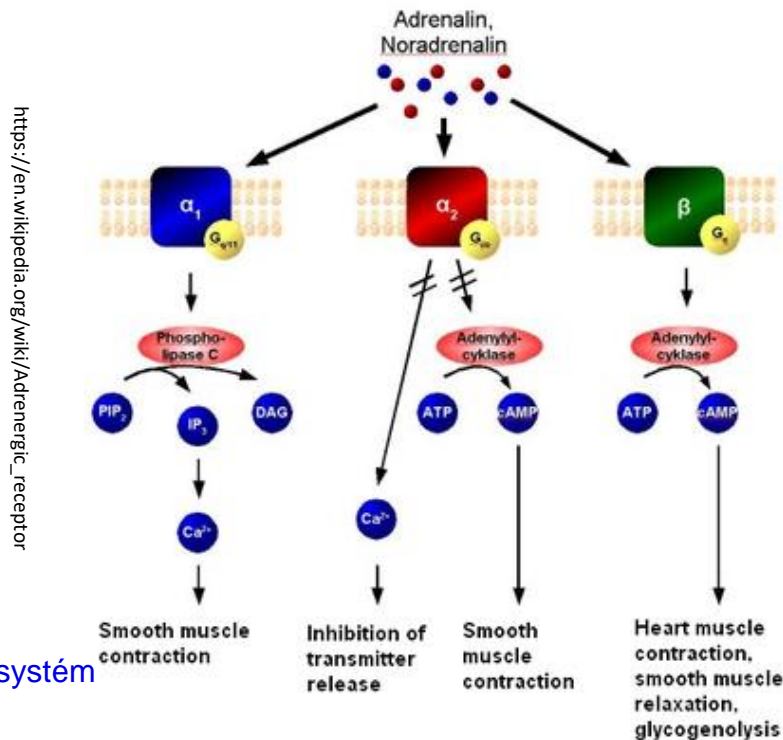 Adrenalin,
Noradrenalin
https://en.wikipedia.org/wiki/Adrenergic_receptor
α₁
G q/11
α₂
G
β
G
Phospho-
lipase C
Adenylyl-
cyklase
Adenylyl-
cyklase
PIP₂
IP₃
DAG
ATP
cAMP
ATP
cAMP
Ca²⁺
Ca²⁺
Smooth muscle
contraction
Inhibition of
transmitter
release
Smooth
muscle
contraction
Heart muscle
contraction,
smooth muscle
relaxation,
glycogenolysis
systém